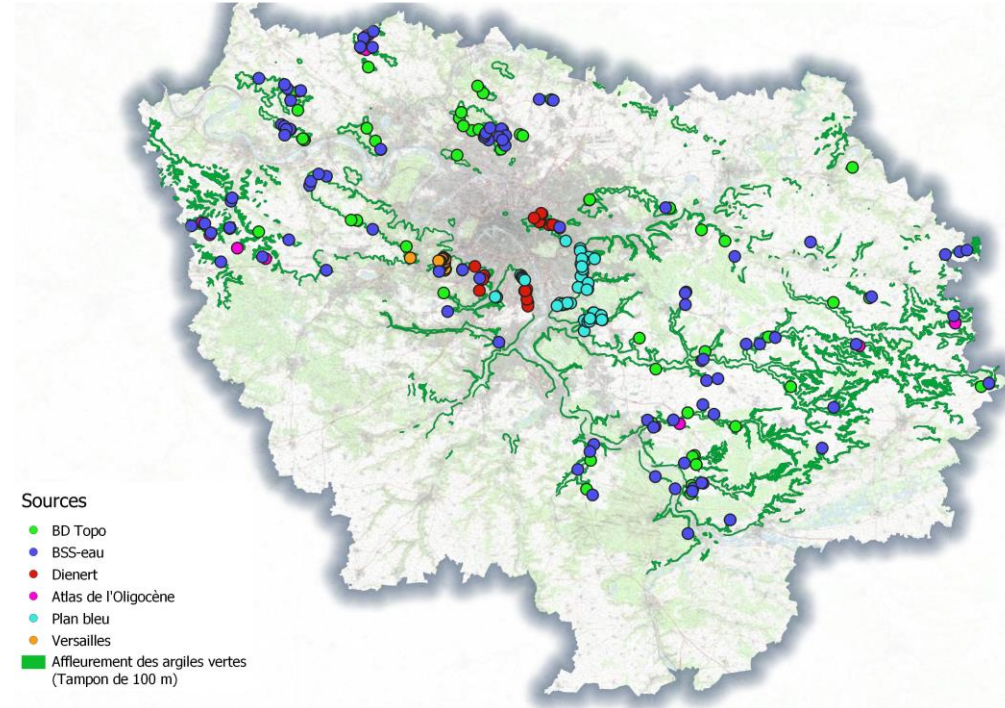 Sources
BD Topo
BSS-eau
Dienert
Atlas de l'Oligocène
Plan bleu
Versailles
Affleurement des argiles vertes
(Tampon de 100 m)